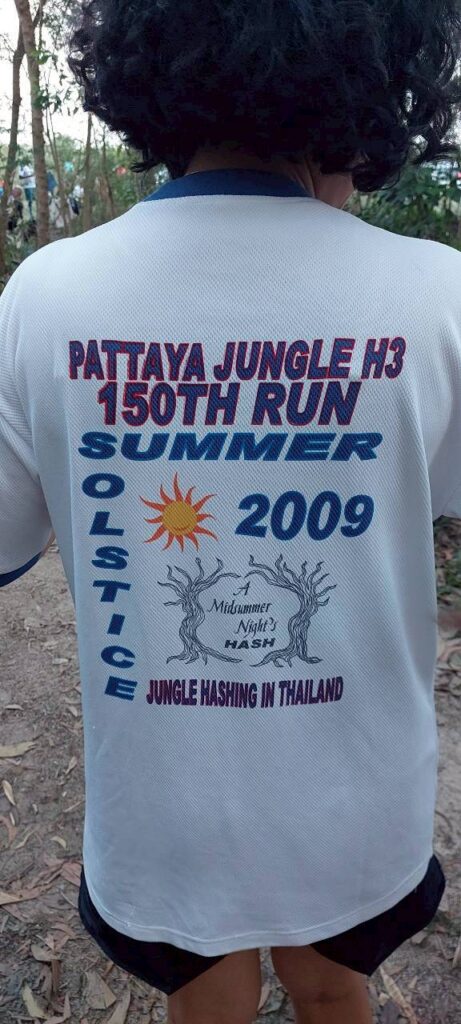 PATTAYA JUNGLE H3
150TH RUN
SUMMER
SOLSTICE
2009
A
Midsummer
Night's
HASH
JUNGLE HASHING IN THAILAND